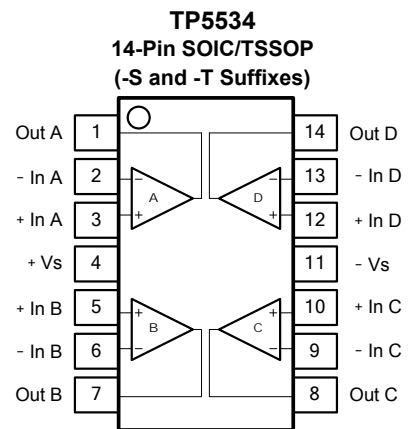 TP5534
14-Pin SOIC/TSSOP
(-S and -T Suffixes)
Out A 1 14 Out D
- In A 2 - - 13 - In D
A D
+ In A 3 + + 12 + In D
+ Vs 4 11 - Vs
+ In B 5 + + 10 + In C
B C
- In B 6 - - 9 - In C
Out B 7 8 Out C